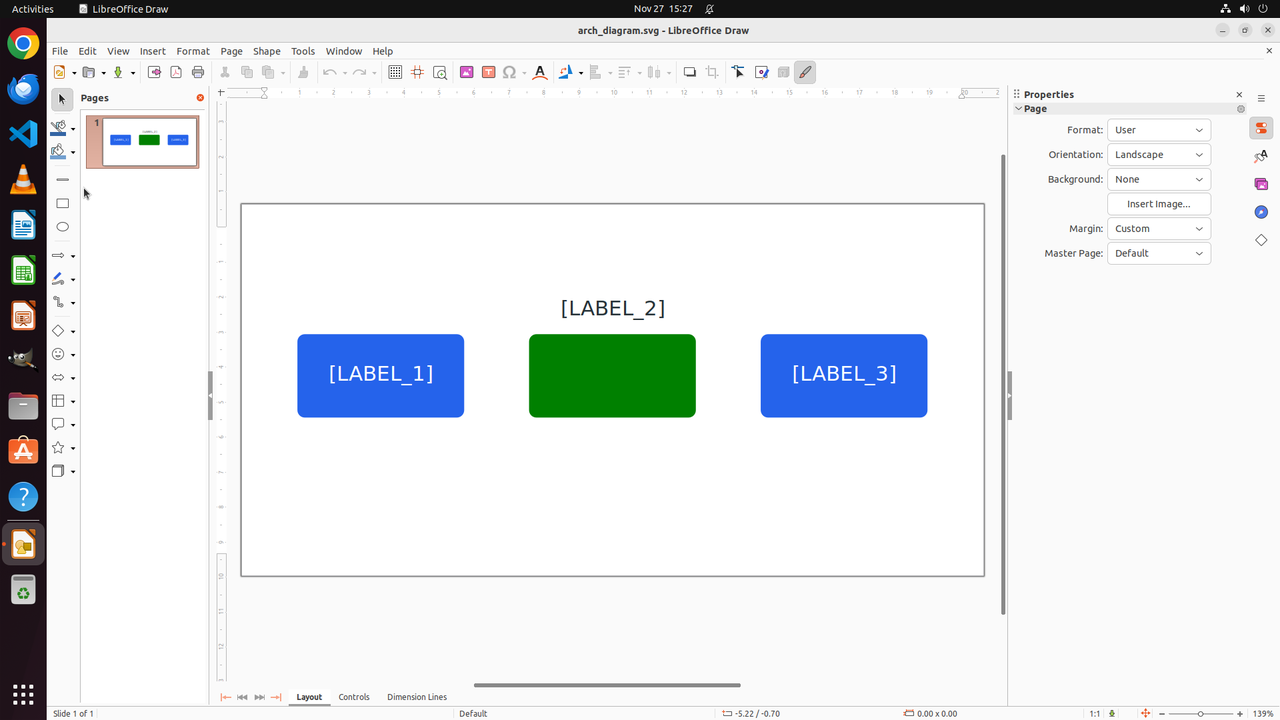 Activities
LibreOffice Draw
Nov 27 15:27
arch_diagram.svg - LibreOffice Draw
File Edit View Insert Format Page Shape Tools Window Help
Pages
1
Properties
Page
Format: User
Orientation: Landscape
Background: None
Insert Image...
Margin: Custom
Master Page: Default
[LABEL_2]
[LABEL_1]
[LABEL_3]
Layout Controls Dimension Lines
Slide 1 of 1
Default
-5.22 / -0.70
0.00 x 0.00
1:1
139%